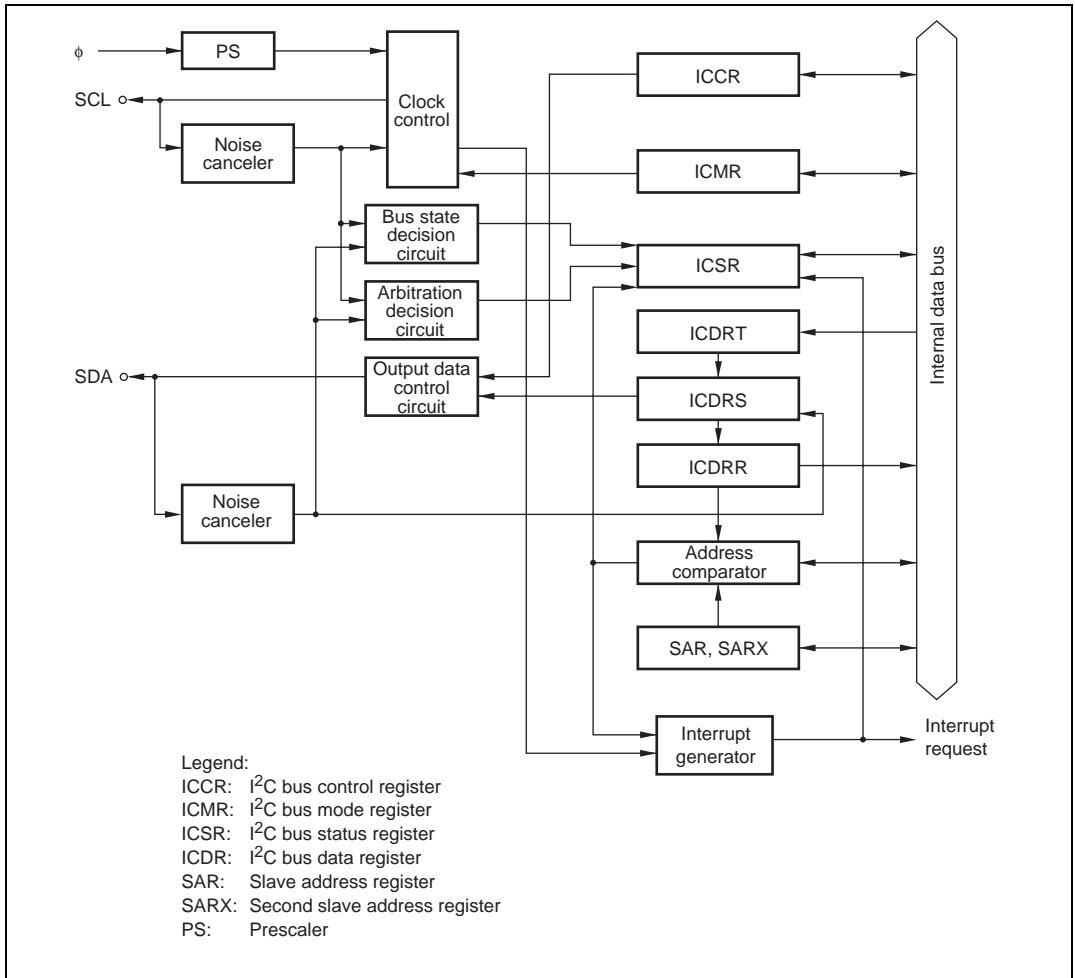 ϕ
PS
SCL
Clock
control
Noise
canceler
Bus state
decision
circuit
Arbitration
decision
circuit
SDA
Output data
control
circuit
Noise
canceler
ICCR
ICMR
ICSR
ICDRT
ICDRS
ICDRR
Address
comparator
SAR, SARX
Interrupt
generator
Internal data bus
Interrupt
request
Legend:
ICCR: I²C bus control register
ICMR: I²C bus mode register
ICSR: I²C bus status register
ICDR: I²C bus data register
SAR: Slave address register
SARX: Second slave address register
PS: Prescaler